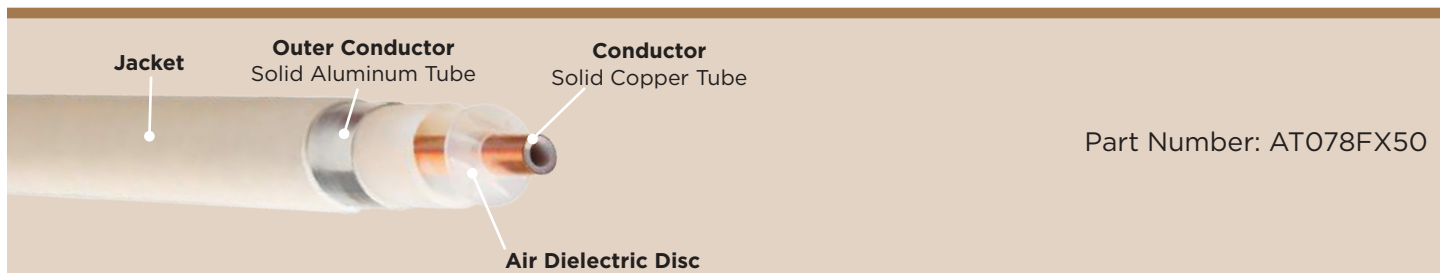 Jacket
Outer Conductor
Solid Aluminum Tube
Conductor
Solid Copper Tube
Part Number: AT078FX50
Air Dielectric Disc